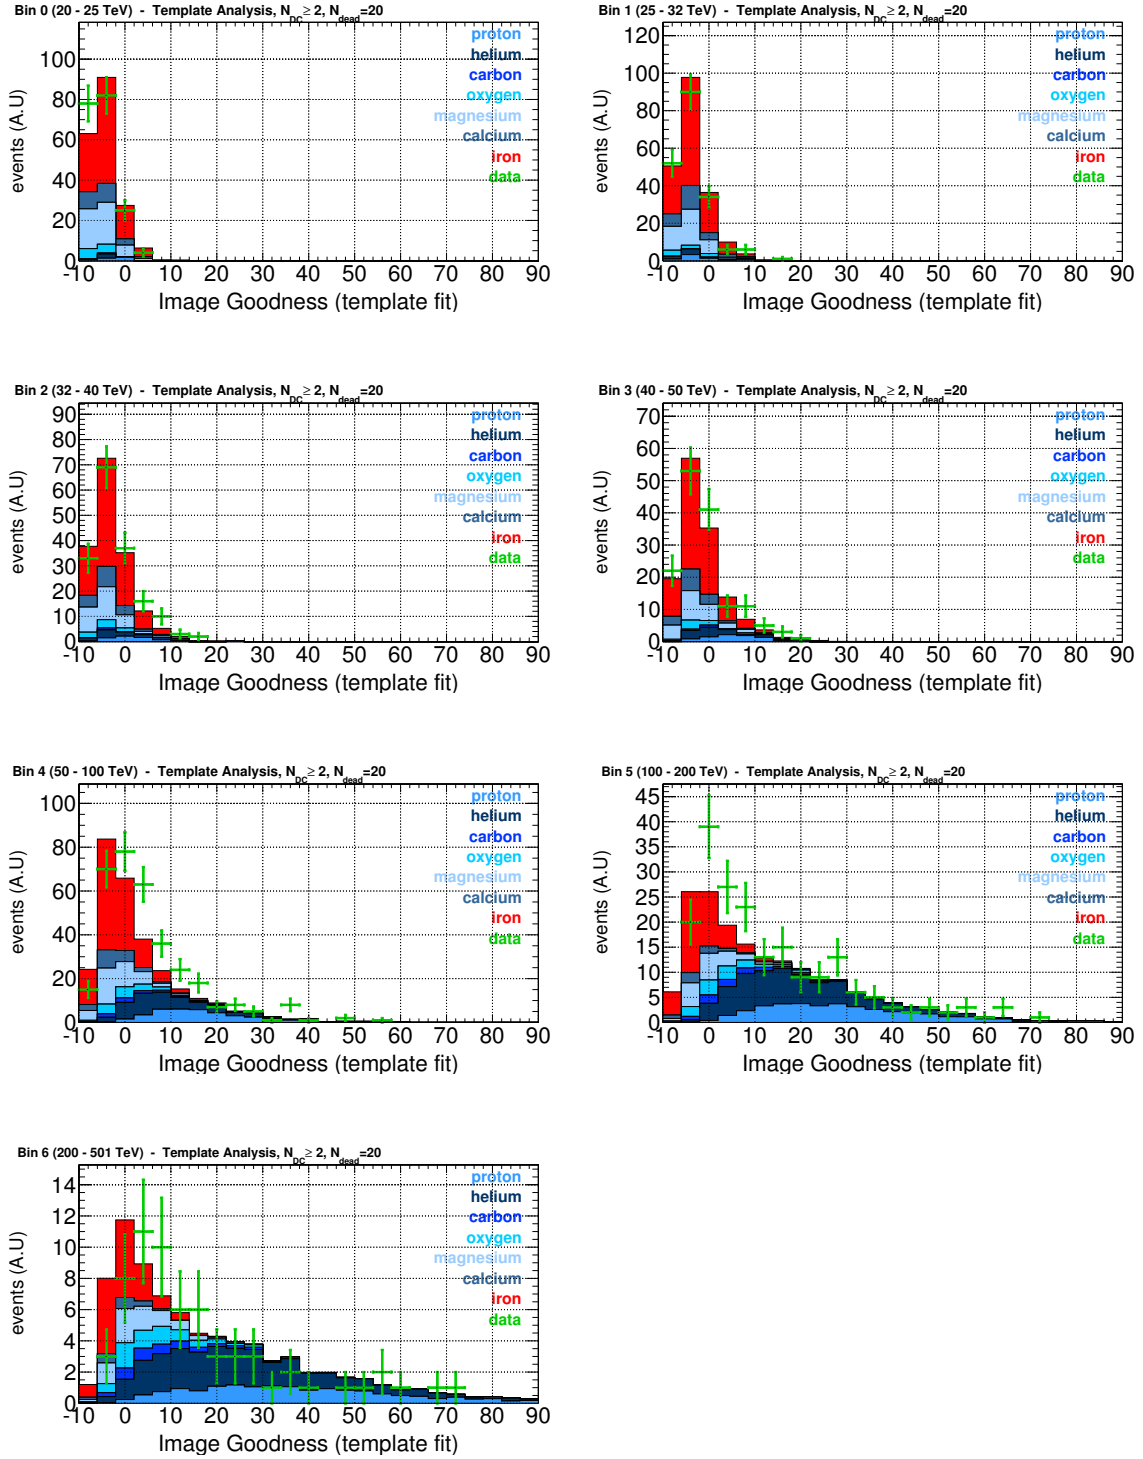 Bin 0 (20 - 25 TeV) - Template Analysis, N_DC ≥ 2, N_dead=20
events (A.U)
100
80
60
40
20
0
proton
helium
carbon
oxygen
magnesium
calcium
iron
data
-10 0 10 20 30 40 50 60 70 80 90
Image Goodness (template fit)
Bin 1 (25 - 32 TeV) - Template Analysis, N_DC ≥ 2, N_dead=20
events (A.U)
120
100
80
60
40
20
0
proton
helium
carbon
oxygen
magnesium
calcium
iron
data
-10 0 10 20 30 40 50 60 70 80 90
Image Goodness (template fit)
Bin 2 (32 - 40 TeV) - Template Analysis, N_DC ≥ 2, N_dead=20
events (A.U)
90
80
70
60
50
40
30
20
10
0
proton
helium
carbon
oxygen
magnesium
calcium
iron
data
-10 0 10 20 30 40 50 60 70 80 90
Image Goodness (template fit)
Bin 3 (40 - 50 TeV) - Template Analysis, N_DC ≥ 2, N_dead=20
events (A.U)
70
60
50
40
30
20
10
0
proton
helium
carbon
oxygen
magnesium
calcium
iron
data
-10 0 10 20 30 40 50 60 70 80 90
Image Goodness (template fit)
Bin 4 (50 - 100 TeV) - Template Analysis, N_DC ≥ 2, N_dead=20
events (A.U)
100
80
60
40
20
0
proton
helium
carbon
oxygen
magnesium
calcium
iron
data
-10 0 10 20 30 40 50 60 70 80 90
Image Goodness (template fit)
Bin 5 (100 - 200 TeV) - Template Analysis, N_DC ≥ 2, N_dead=20
events (A.U)
45
40
35
30
25
20
15
10
5
0
proton
helium
carbon
oxygen
magnesium
calcium
iron
data
-10 0 10 20 30 40 50 60 70 80 90
Image Goodness (template fit)
Bin 6 (200 - 501 TeV) - Template Analysis, N_DC ≥ 2, N_dead=20
events (A.U)
14
12
10
8
6
4
2
0
proton
helium
carbon
oxygen
magnesium
calcium
iron
data
-10 0 10 20 30 40 50 60 70 80 90
Image Goodness (template fit)